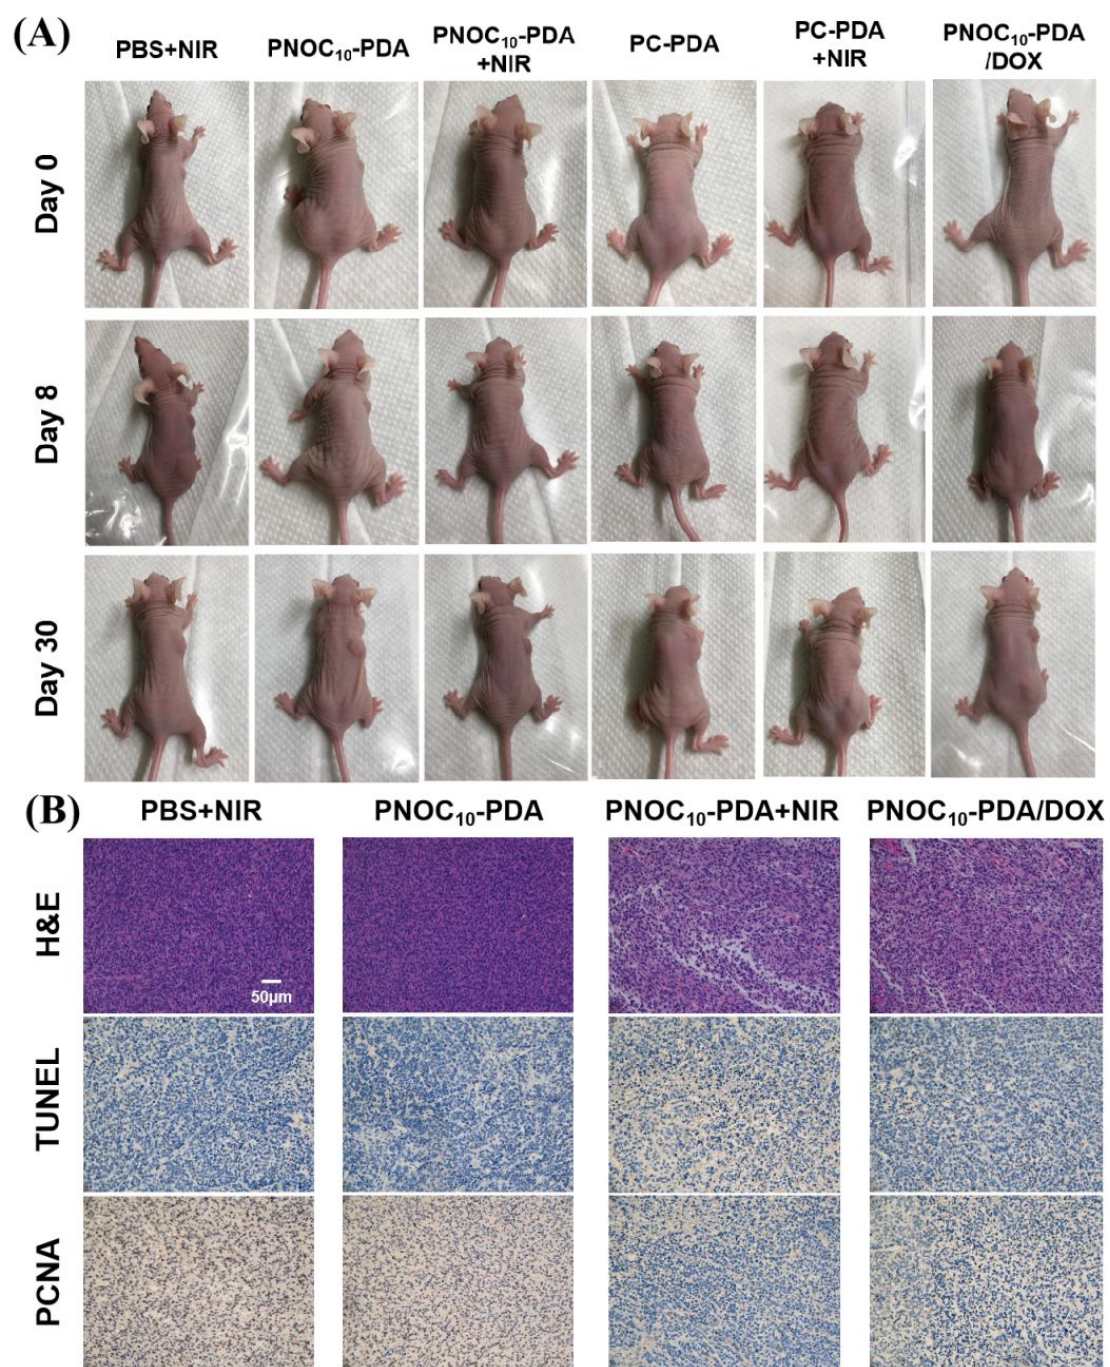 (A)
PBS+NIR
PNOC₁₀-PDA
PNOC₁₀-PDA
+NIR
PC-PDA
PC-PDA
+NIR
PNOC₁₀-PDA
/DOX
Day 0
Day 8
Day 30
(B)
PBS+NIR
PNOC₁₀-PDA
PNOC₁₀-PDA+NIR
PNOC₁₀-PDA/DOX
H&E
50μm
TUNEL
PCNA